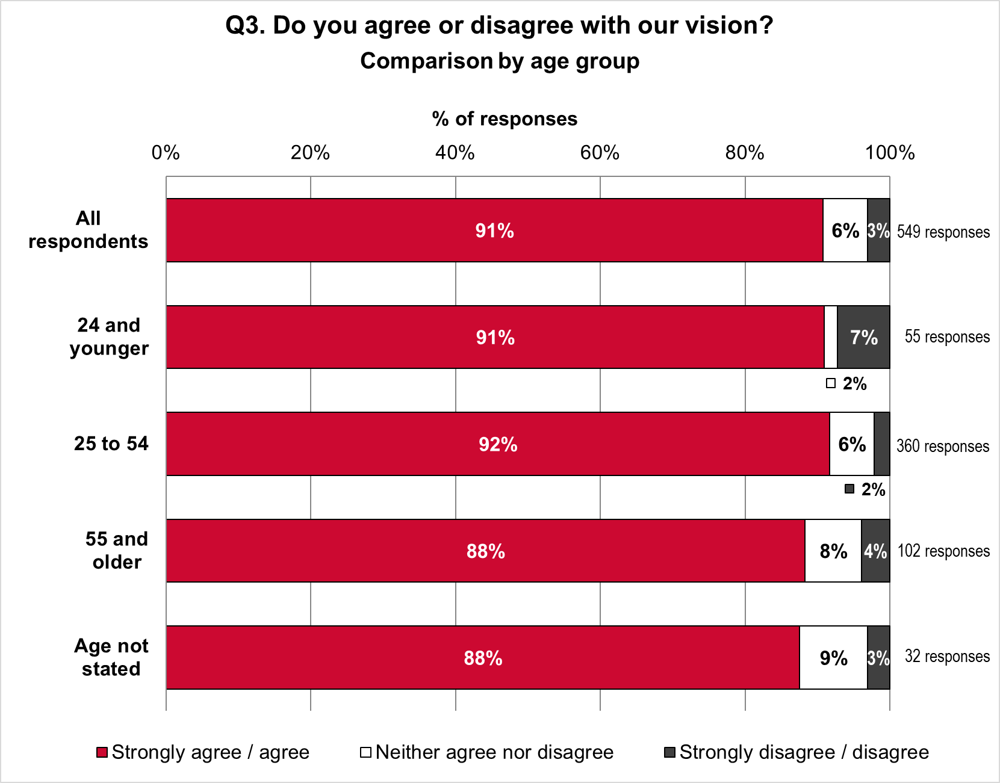 Q3. Do you agree or disagree with our vision?
Comparison by age group
% of responses
0% 20% 40% 60% 80% 100%
All
respondents
91% 6% 3% 549 responses
24 and
younger
91% 7% 55 responses
2%
25 to 54
92% 6% 360 responses
2%
55 and
older
88% 8% 4% 102 responses
Age not
stated
88% 9% 3% 32 responses
Strongly agree / agree Neither agree nor disagree Strongly disagree / disagree